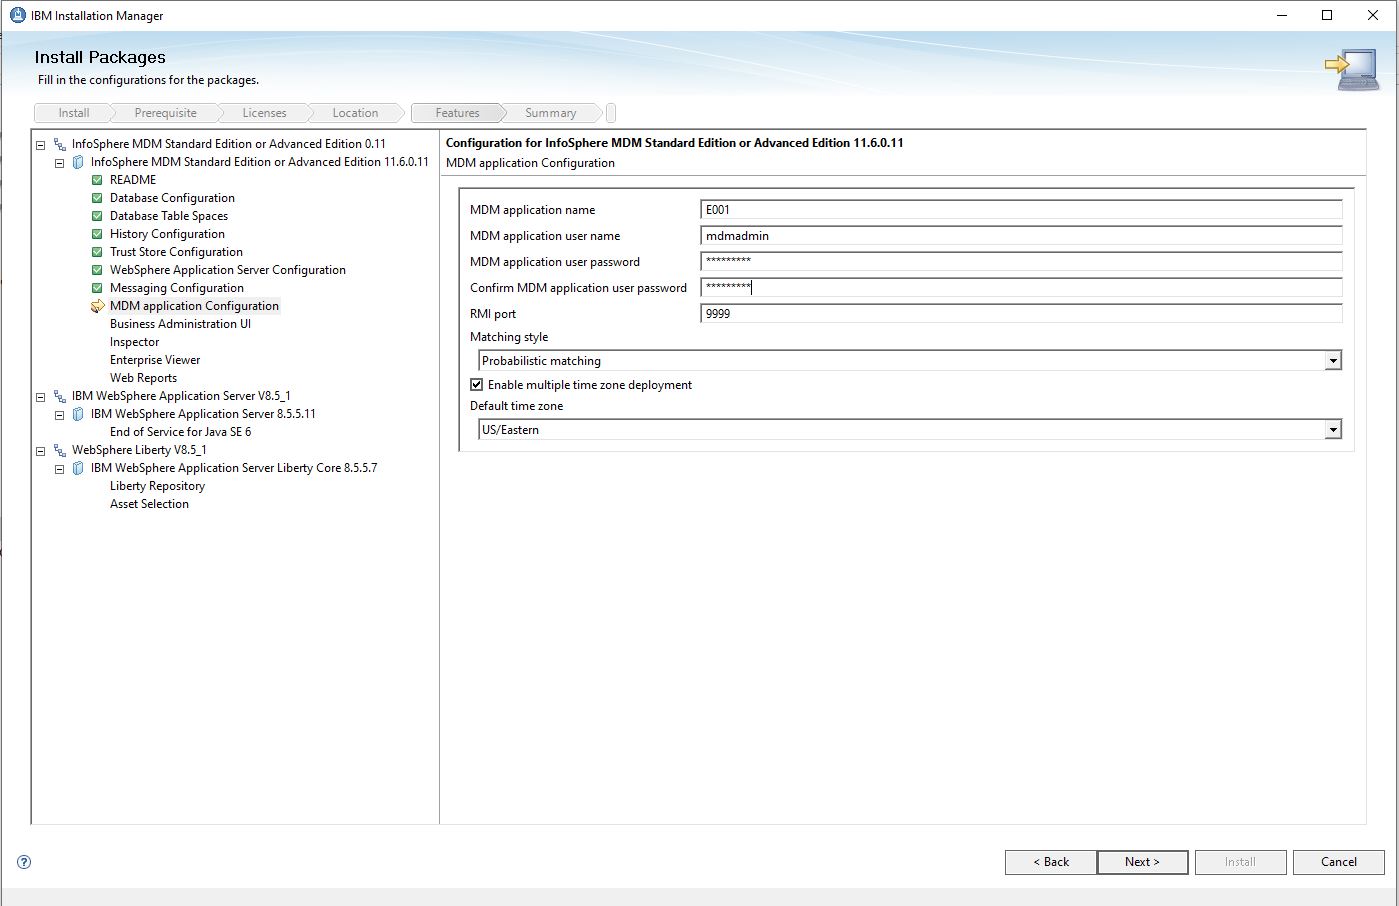 IBM Installation Manager
Install Packages
Fill in the configurations for the packages.
Install
Prerequisite
Licenses
Location
Features
Summary
InfoSphere MDM Standard Edition or Advanced Edition 0.11
InfoSphere MDM Standard Edition or Advanced Edition 11.6.0.11
README
Database Configuration
Database Table Spaces
History Configuration
Trust Store Configuration
WebSphere Application Server Configuration
Messaging Configuration
MDM application Configuration
Business Administration UI
Inspector
Enterprise Viewer
Web Reports
IBM WebSphere Application Server V8.5_1
IBM WebSphere Application Server 8.5.5.11
End of Service for Java SE 6
WebSphere Liberty V8.5_1
IBM WebSphere Application Server Liberty Core 8.5.5.7
Liberty Repository
Asset Selection
Configuration for InfoSphere MDM Standard Edition or Advanced Edition 11.6.0.11
MDM application Configuration
MDM application name E001
MDM application user name mdmadmin
MDM application user password *********
Confirm MDM application user password *********
RMI port 9999
Matching style
Probabilistic matching
Enable multiple time zone deployment
Default time zone
US/Eastern
?
< Back
Next >
Install
Cancel